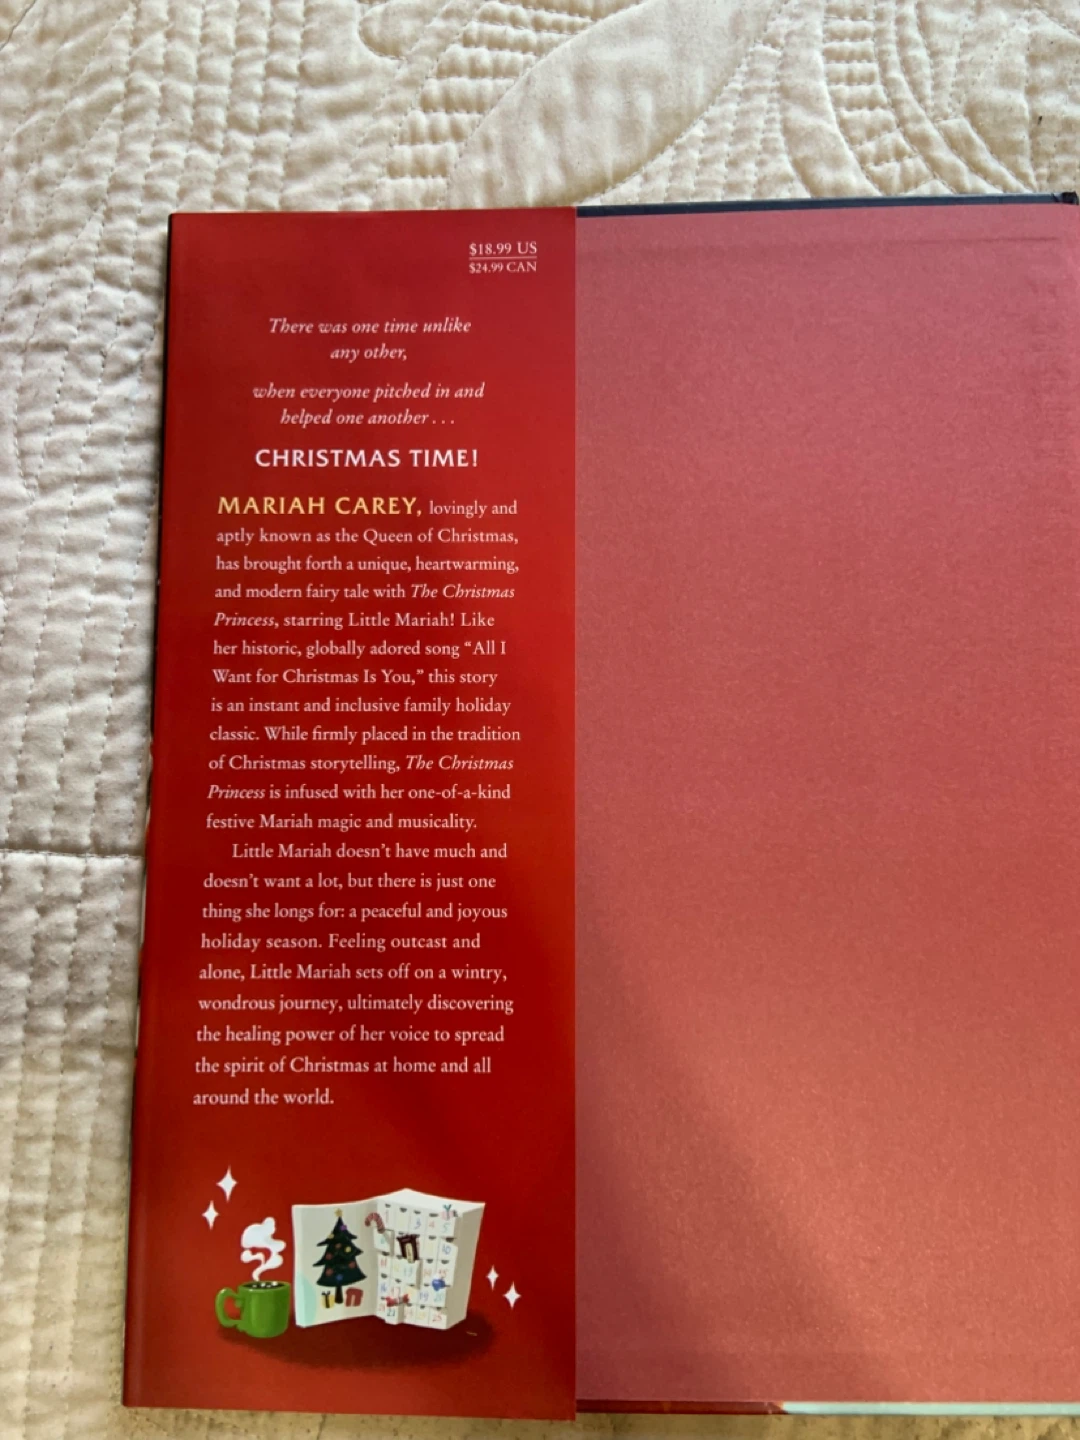 $18.99 US
$24.99 CAN
There was one time unlike
any other,
when everyone pitched in and
helped one another . . .
CHRISTMAS TIME!
MARIAH CAREY, lovingly and
aptly known as the Queen of Christmas,
has brought forth a unique, heartwarming,
and modern fairy tale with The Christmas
Princess, starring Little Mariah! Like
her historic, globally adored song “All I
Want for Christmas Is You,” this story
is an instant and inclusive family holiday
classic. While firmly placed in the tradition
of Christmas storytelling, The Christmas
Princess is infused with her one-of-a-kind
festive Mariah magic and musicality.
Little Mariah doesn’t have much and
doesn’t want a lot, but there is just one
thing she longs for: a peaceful and joyous
holiday season. Feeling outcast and
alone, Little Mariah sets off on a wintry,
wondrous journey, ultimately discovering
the healing power of her voice to spread
the spirit of Christmas at home and all
around the world.